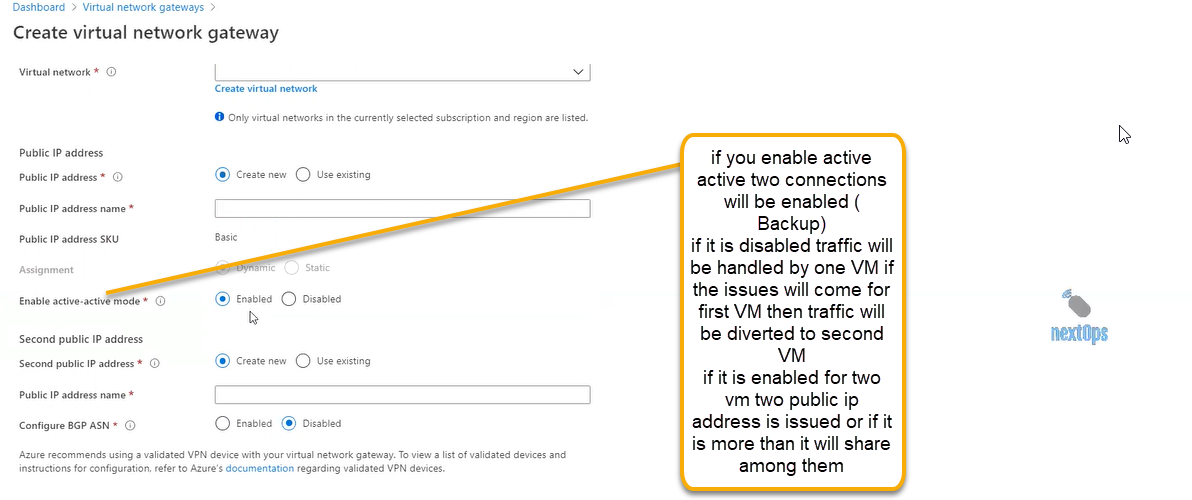 Dashboard > Virtual network gateways >
Create virtual network gateway
Virtual network *
Create virtual network
Only virtual networks in the currently selected subscription and region are listed.
Public IP address
Public IP address * Create new Use existing
Public IP address name *
Public IP address SKU Basic
Assignment Dynamic Static
Enable active-active mode * Enabled Disabled
Second public IP address
Second public IP address * Create new Use existing
Public IP address name *
Configure BGP ASN * Enabled Disabled
Azure recommends using a validated VPN device with your virtual network gateway. To view a list of validated devices and
instructions for configuration, refer to Azure's documentation regarding validated VPN devices.
if you enable active
active two connections
will be enabled (
Backup)
if it is disabled traffic will
be handled by one VM if
the issues will come for
first VM then traffic will
be diverted to second
VM
if it is enabled for two
vm two public ip
address is issued or if it
is more than it will share
among them
nextOps